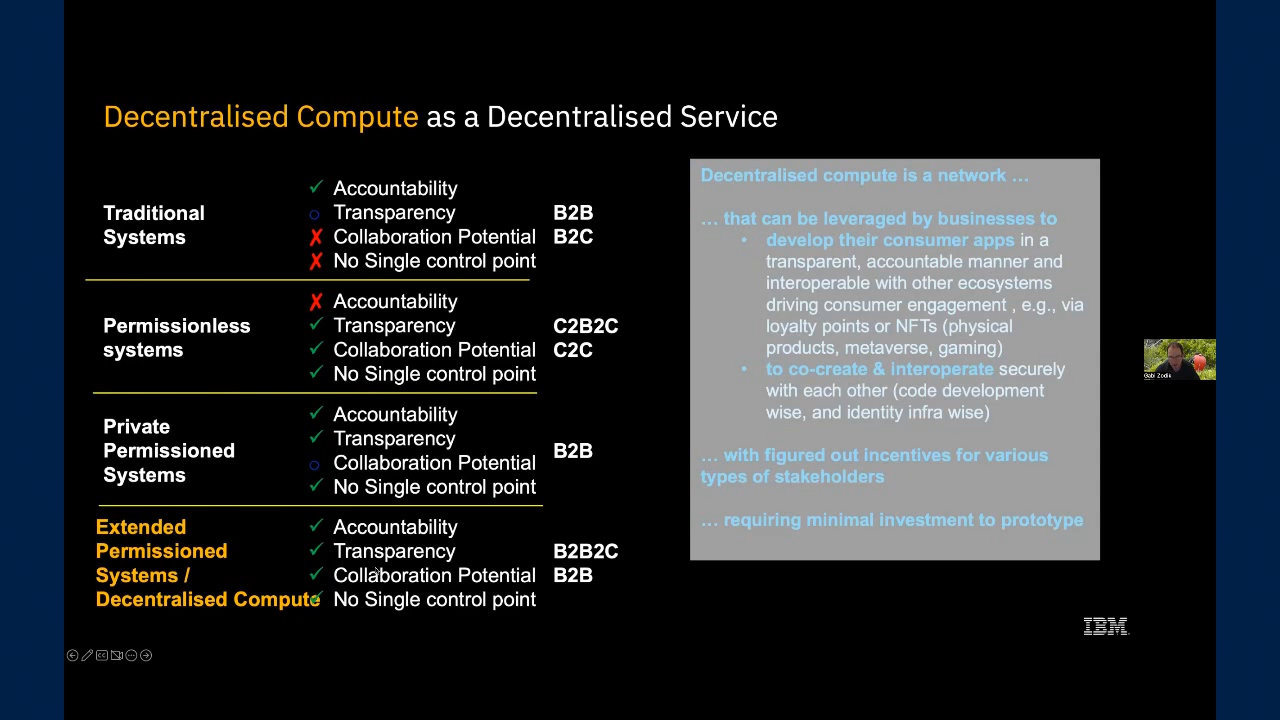 Decentralised Compute as a Decentralised Service
Traditional
Systems
✓ Accountability
○ Transparency
✗ Collaboration Potential
✗ No Single control point
B2B
B2C
Permissionless
systems
✗ Accountability
✓ Transparency
✓ Collaboration Potential
✓ No Single control point
C2B2C
C2C
Private
Permissioned
Systems
✓ Accountability
✓ Transparency
○ Collaboration Potential
✓ No Single control point
B2B
Extended
Permissioned
Systems /
Decentralised Compute
✓ Accountability
✓ Transparency
✓ Collaboration Potential
✓ No Single control point
B2B2C
B2B
Decentralised compute is a network ...
... that can be leveraged by businesses to
• develop their consumer apps in a
transparent, accountable manner and
interoperable with other ecosystems
driving consumer engagement , e.g., via
loyalty points or NFTs (physical
products, metaverse, gaming)
• to co-create & interoperate securely
with each other (code development
wise, and identity infra wise)
... with figured out incentives for various
types of stakeholders
... requiring minimal investment to prototype
Gabi Zodik
IBM